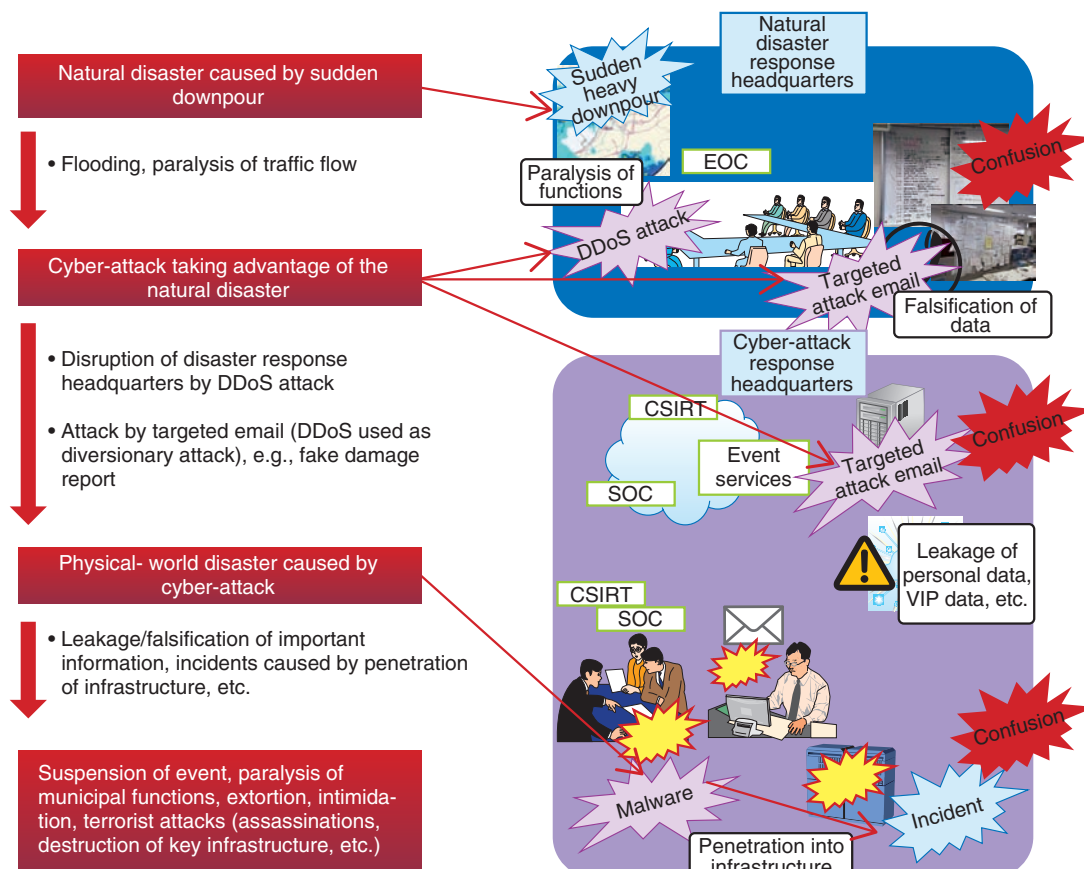 Natural disaster caused by sudden
downpour
• Flooding, paralysis of traffic flow
Cyber-attack taking advantage of the
natural disaster
• Disruption of disaster response
headquarters by DDoS attack
• Attack by targeted email (DDoS used as
diversionary attack), e.g., fake damage
report
Physical- world disaster caused by
cyber-attack
• Leakage/falsification of important
information, incidents caused by penetration
of infrastructure, etc.
Suspension of event, paralysis of
municipal functions, extortion, intimida-
tion, terrorist attacks (assassinations,
destruction of key infrastructure, etc.)
Natural
disaster
response
headquarters
Sudden
heavy
downpour
Paralysis of
functions
EOC
Confusion
DDoS attack
Targeted
attack email
Falsification of
data
Cyber-attack
response
headquarters
CSIRT
Event
services
SOC
Targeted
attack email
Confusion
Leakage of
personal data,
VIP data, etc.
CSIRT
SOC
Confusion
Malware
Incident
Penetration into
infrastructure